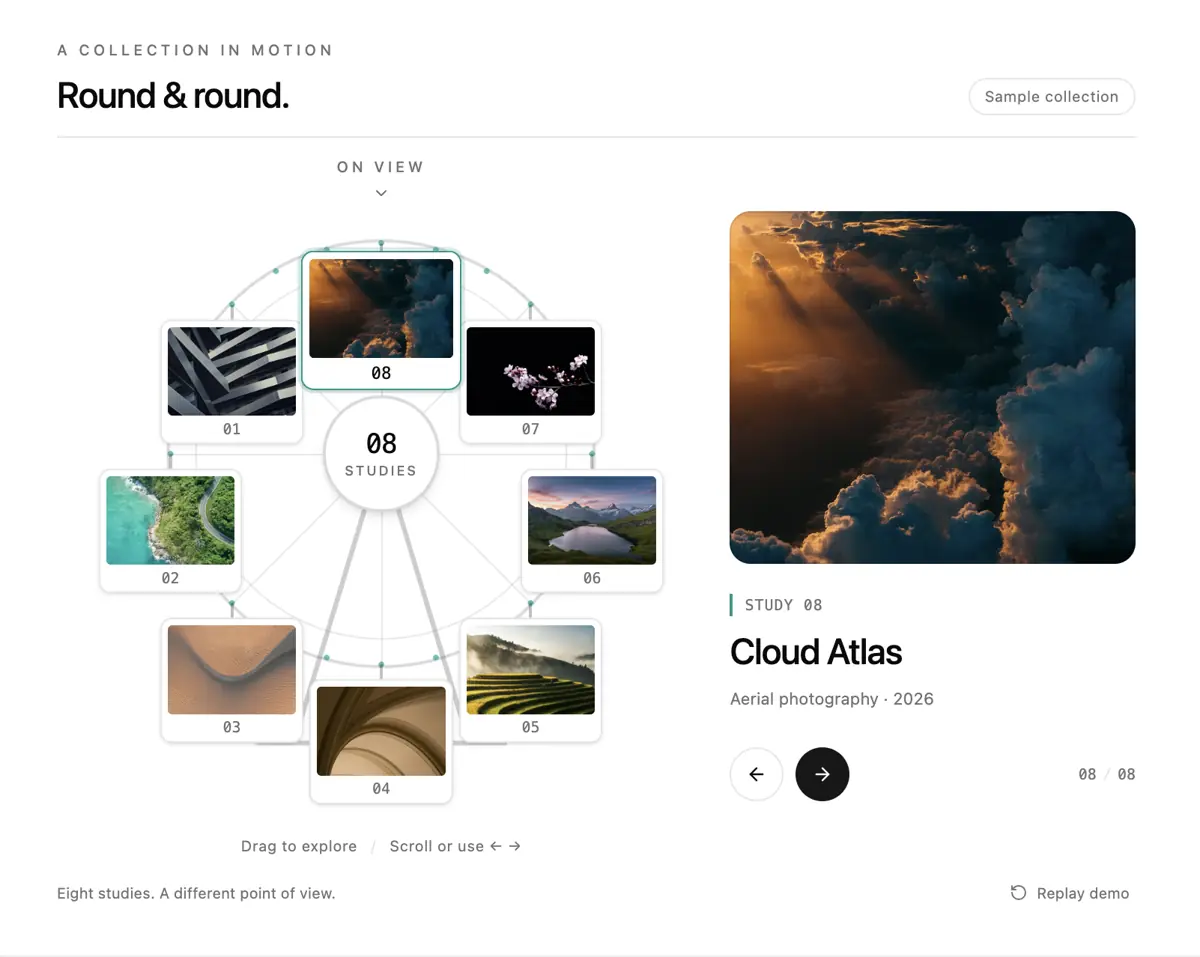 A COLLECTION IN MOTION
Round & round.
Sample collection
ON VIEW
08
01
07
08
STUDIES
02
06
03
05
04
STUDY 08
Cloud Atlas
Aerial photography · 2026
08 / 08
Drag to explore / Scroll or use ← →
Eight studies. A different point of view.
Replay demo